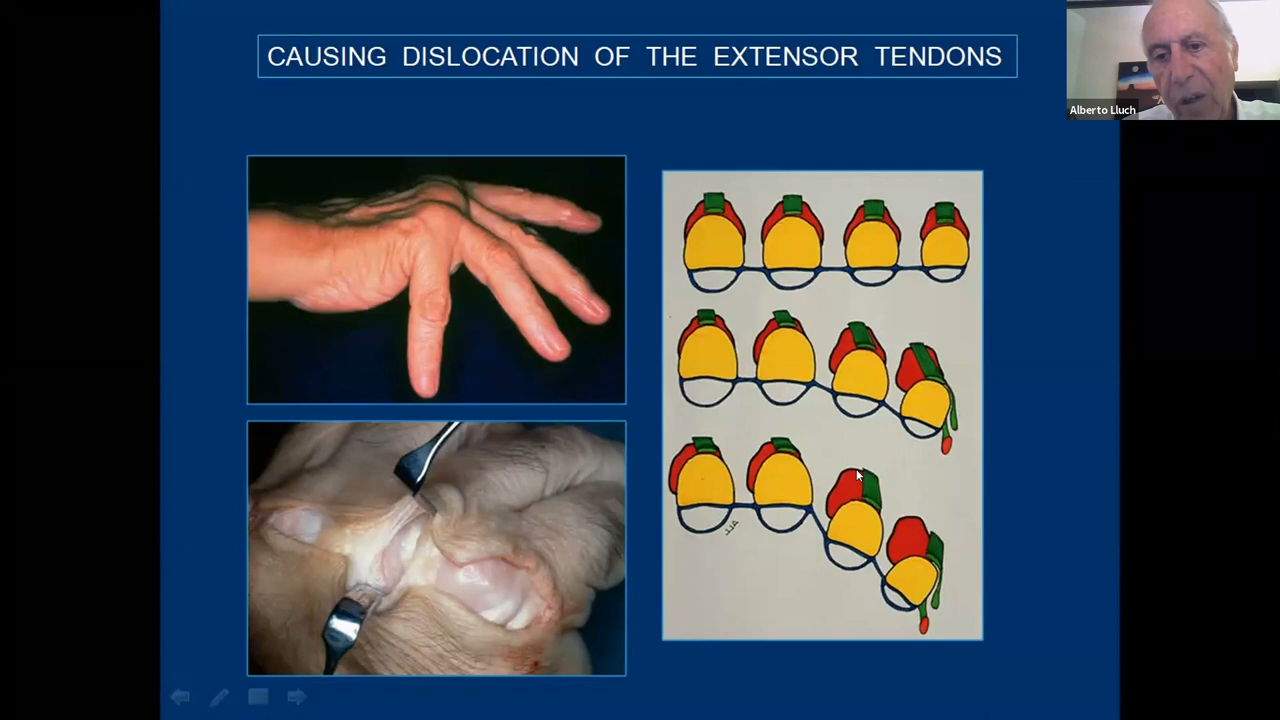 CAUSING DISLOCATION OF THE EXTENSOR TENDONS
Alberto Lluch